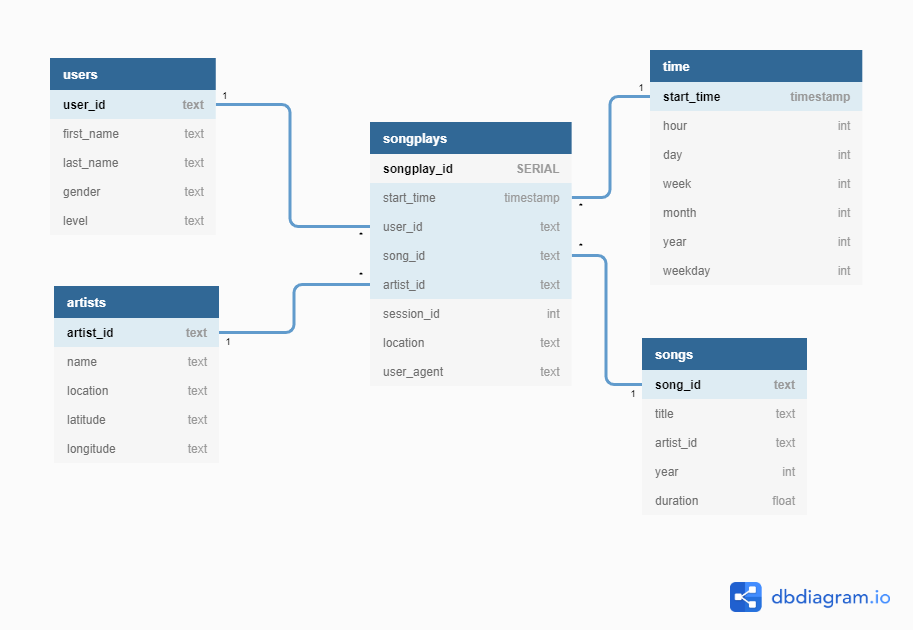 users
user_id text
first_name text
last_name text
gender text
level text
1
*
artists
artist_id text
name text
location text
latitude text
longitude text
1
*
songplays
songplay_id SERIAL
start_time timestamp
user_id text
song_id text
artist_id text
session_id int
location text
user_agent text
*
*
time
1
start_time timestamp
hour int
day int
week int
month int
year int
weekday int
songs
song_id text
1
title text
artist_id text
year int
duration float
dbdiagram.io